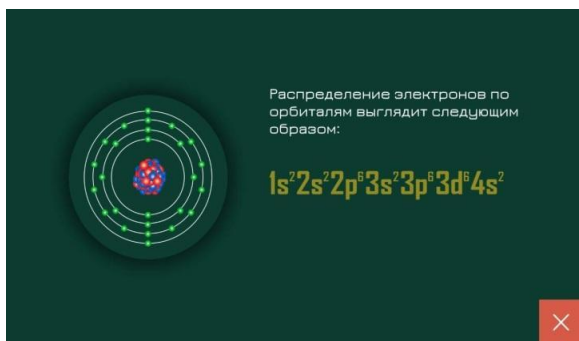 Распределение электронов по
орбиталям выглядит следующим
образом:
1s²2s²2p⁶3s²3p⁶3d⁶4s²